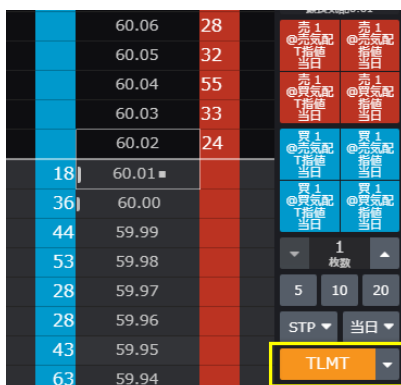 60.06 28
60.05 32
60.04 55
60.03 33
60.02 24
18 60.01
36 60.00
44 59.99
53 59.98
28 59.97
28 59.96
43 59.95
63 59.94
売 1
@売気配
T指値
当日
売 1
@売気配
指値
当日
売 1
@買気配
T指値
当日
売 1
@買気配
指値
当日
買 1
@売気配
T指値
当日
買 1
@売気配
指値
当日
買 1
@買気配
T指値
当日
買 1
@買気配
指値
当日
1
枚数
5 10 20
STP 当日
TLMT